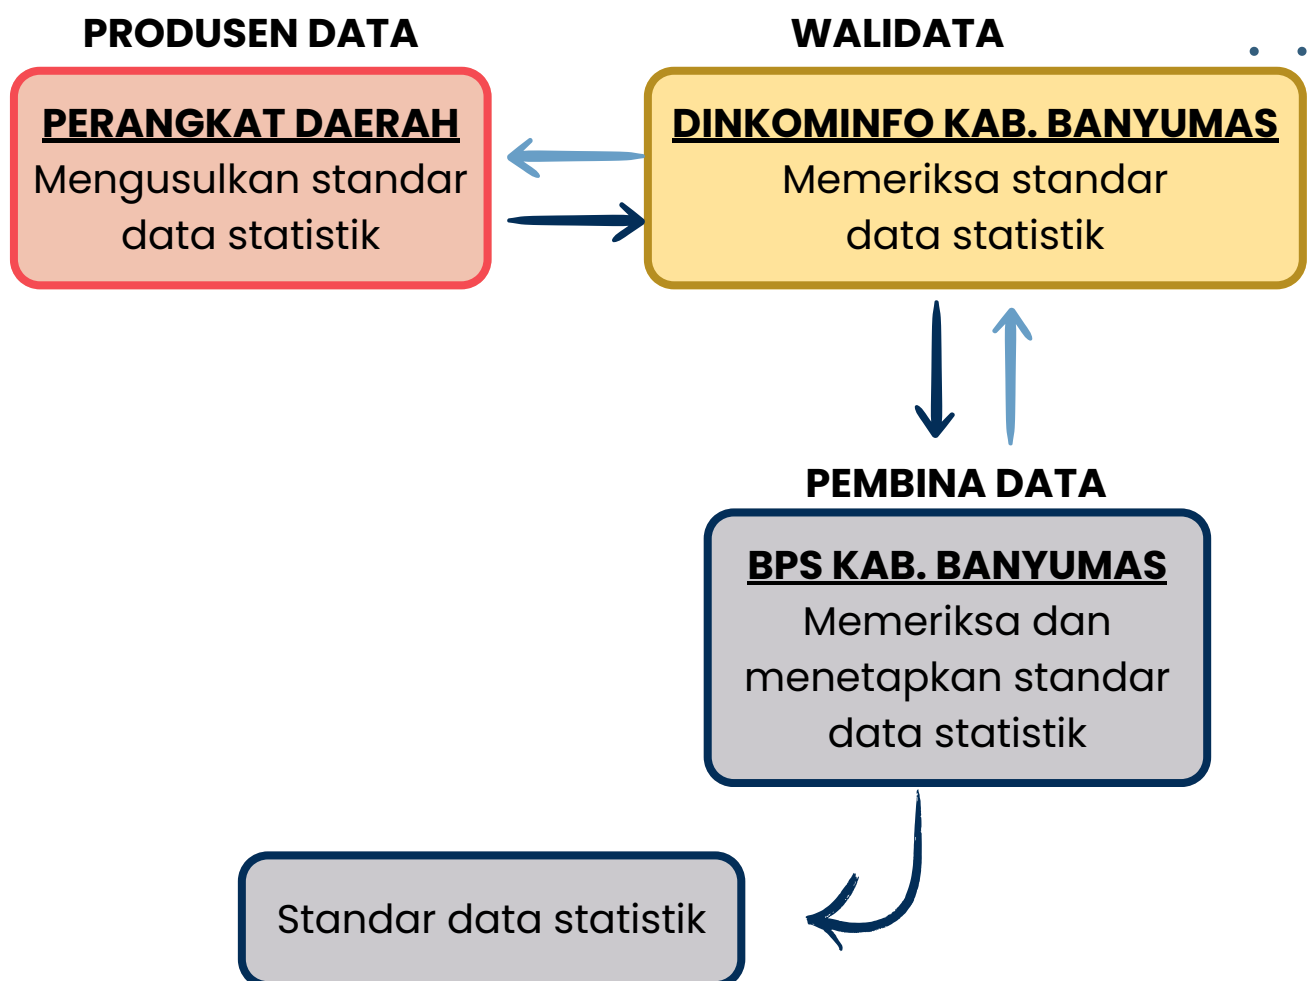 PRODUSEN DATA
PERANGKAT DAERAH
Mengusulkan standar
data statistik
WALIDATA
DINKOMINFO KAB. BANYUMAS
Memeriksa standar
data statistik
PEMBINA DATA
BPS KAB. BANYUMAS
Memeriksa dan
menetapkan standar
data statistik
Standar data statistik